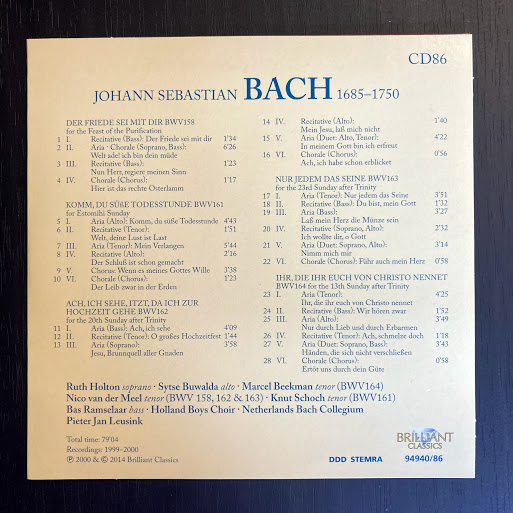 CD86
JOHANN SEBASTIAN BACH 1685–1750
DER FRIEDE SEI MIT DIR BWV158
for the Feast of the Purification
1 I. Recitative (Bass): Der Friede sei mit dir 1'34
2 II. Aria · Chorale (Soprano, Bass): 6'26
Welt ade! ich bin dein müde
3 III. Recitative (Bass): 1'23
Nun Herr, regiere meinen Sinn
4 IV. Chorale (Chorus): 1'17
Hier ist das rechte Osterlamm
KOMM, DU SÜßE TODESSTUNDE BWV161
for Estomihi Sunday
5 I. Aria (Alto): Komm, du süße Todesstunde 4'43
6 II. Recitative (Tenor): 1'51
Welt, deine Lust ist Last
7 III. Aria (Tenor): Mein Verlangen 5'44
8 IV. Recitative (Alto): 2'16
Der Schluß ist schon gemacht
9 V. Chorus: Wenn es meines Gottes Wille 3'38
10 VI. Chorale (Chorus): 1'23
Der Leib zwar in der Erden
ACH, ICH SEHE, ITZT, DA ICH ZUR
HOCHZEIT GEHE BWV162
for the 20th Sunday after Trinity
11 I. Aria (Bass): Ach, ich sehe 4'09
12 II. Recitative (Tenor): O großes Hochzeitfest 1'44
13 III. Aria (Soprano): 3'58
Jesu, Brunnquell aller Gnaden
14 IV. Recitative (Alto): 1'40
Mein Jesu, laß mich nicht
15 V. Aria (Duet: Alto, Tenor): 4'22
In meinem Gott bin ich erfreut
16 VI. Chorale (Chorus): 0'56
Ach, ich habe schon erblicket
NUR JEDEM DAS SEINE BWV163
for the 23rd Sunday after Trinity
17 I. Aria (Tenor): Nur jedem das Seine 3'51
18 II. Recitative (Bass): Du bist, mein Gott 1'32
19 III. Aria (Bass): 3'27
Laß mein Herz die Münze sein
20 IV. Recitative (Soprano, Alto): 2'32
Ich wollte dir, o Gott
21 V. Aria (Duet: Soprano, Alto): 3'14
Nimm mich mir
22 VI. Chorale (Chorus): Führ auch mein Herz 0'58
IHR, DIE IHR EUCH VON CHRISTO NENNET
BWV164 for the 13th Sunday after Trinity
23 I. Aria (Tenor): 4'25
Ihr, die ihr euch von Christo nennet
24 II. Recitative (Bass): Wir hören zwar 1'52
25 III. Aria (Alto): 3'49
Nur durch Lieb und durch Erbarmen
26 IV. Recitative (Tenor): Ach, schmelze doch 1'18
27 V. Aria (Duet: Soprano, Bass): 3'43
Händen, die sich nicht verschließen
28 VI. Chorale (Chorus): 0'58
Ertöt uns durch dein Güte
Ruth Holton soprano · Sytse Buwalda alto · Marcel Beekman tenor (BWV164)
Nico van der Meel tenor (BWV 158, 162 & 163) · Knut Schoch tenor (BWV161)
Bas Ramselaar bass · Holland Boys Choir · Netherlands Bach Collegium
Pieter Jan Leusink
Total time: 79'04
Recordings: 1999–2000
℗ 2000 & © 2014 Brilliant Classics
BRILLIANT
CLASSICS
DDD STEMRA 94940/86